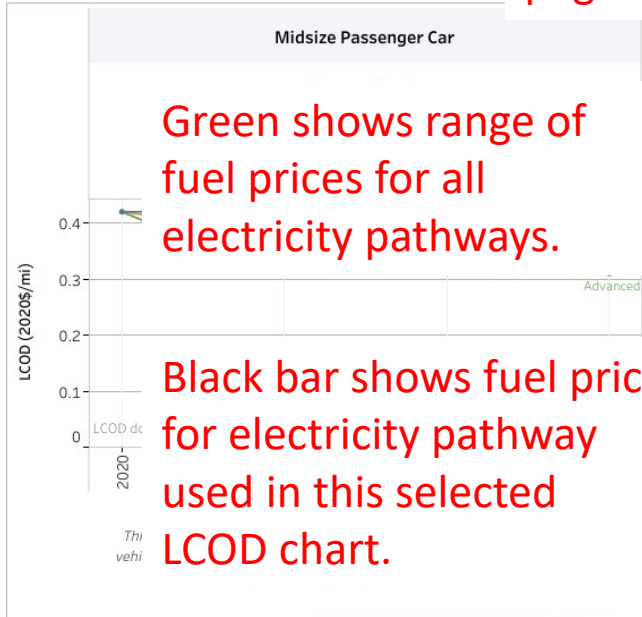 Midsize Passenger Car
Green shows range of
fuel prices for all
electricity pathways.
0.4
0.3
Advanced
LCOD (2020$/mi)
0.2
Black bar shows fuel
0.1
LCOD
0
for electricity pathway
2020
used in this selected
LCOD chart.